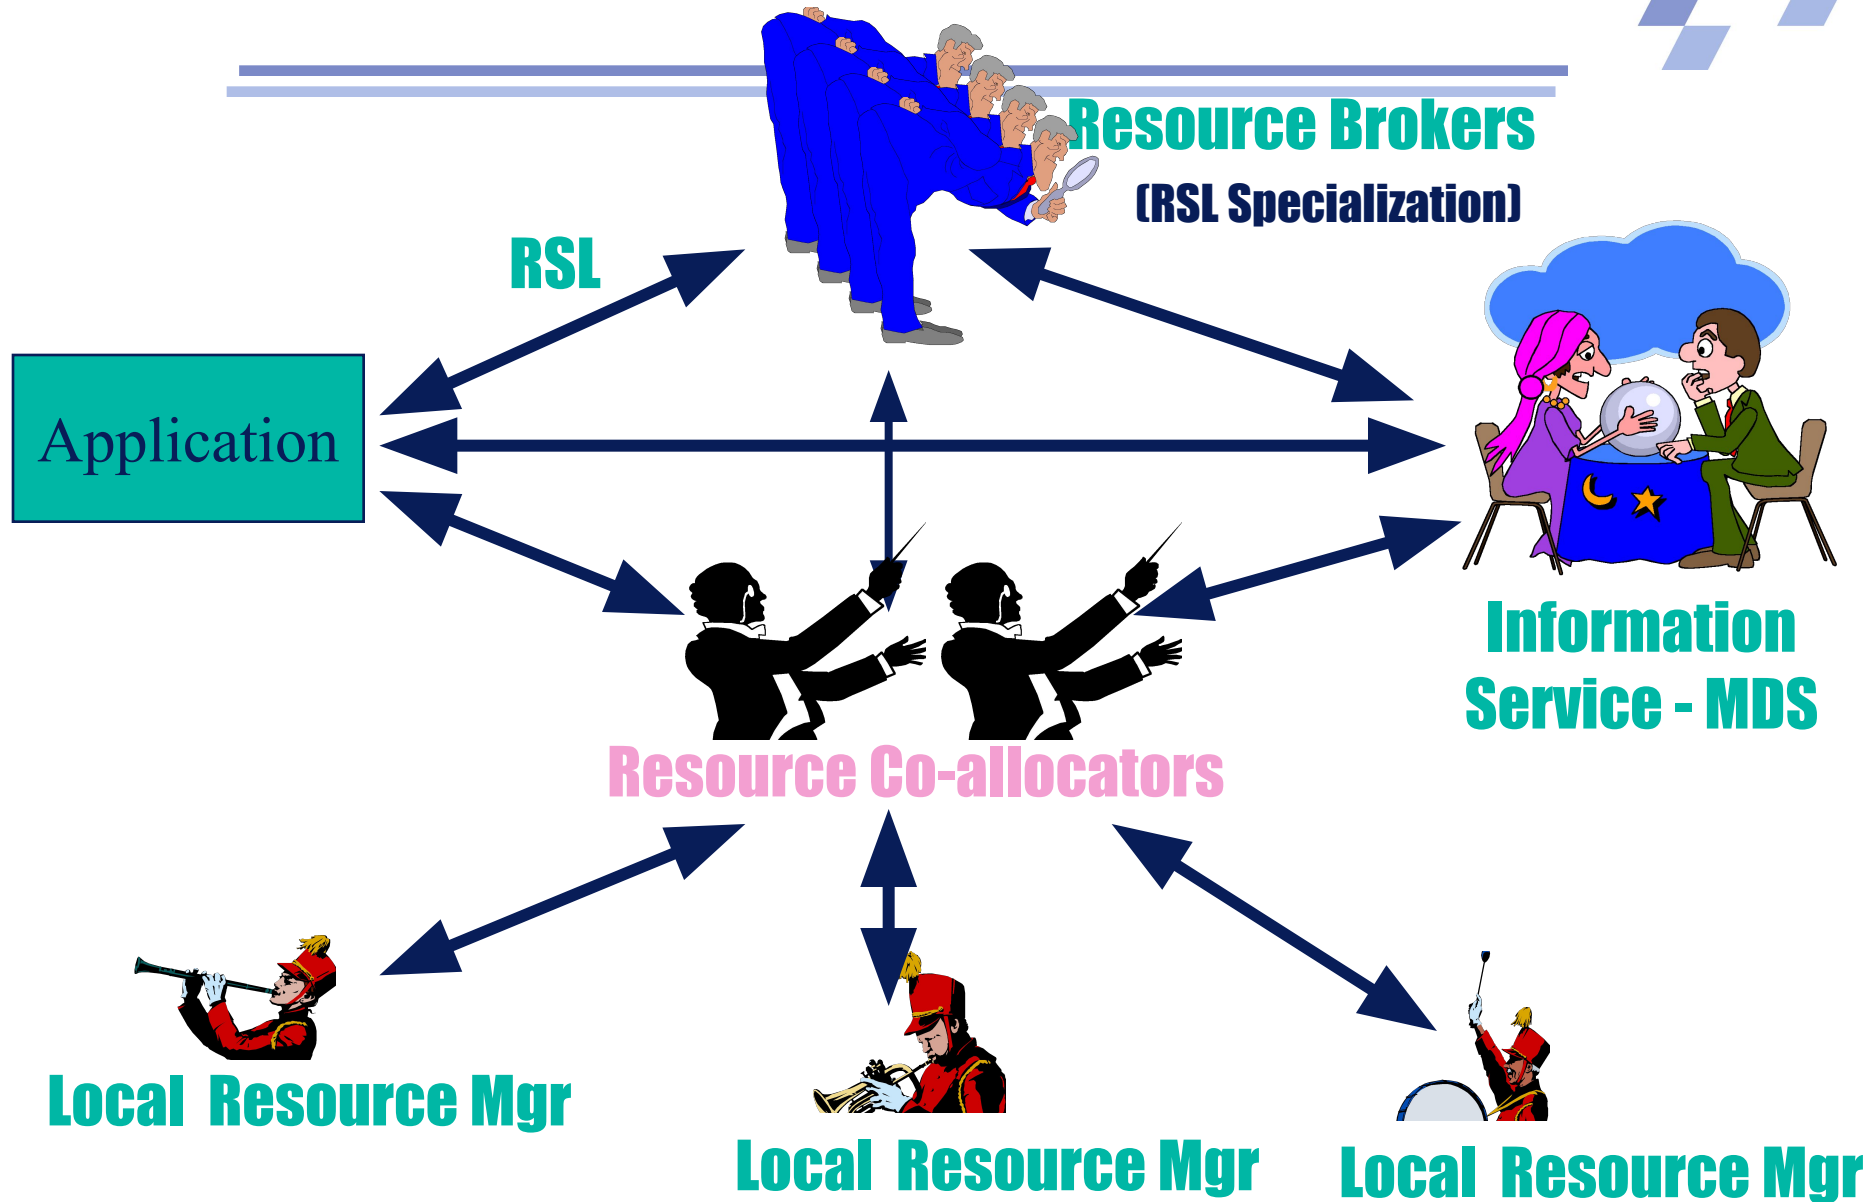 Resource Brokers
(RSL Specialization)
RSL
Application
Information
Service - MDS
Resource Co-allocators
Local Resource Mgr
Local Resource Mgr
Local Resource Mgr